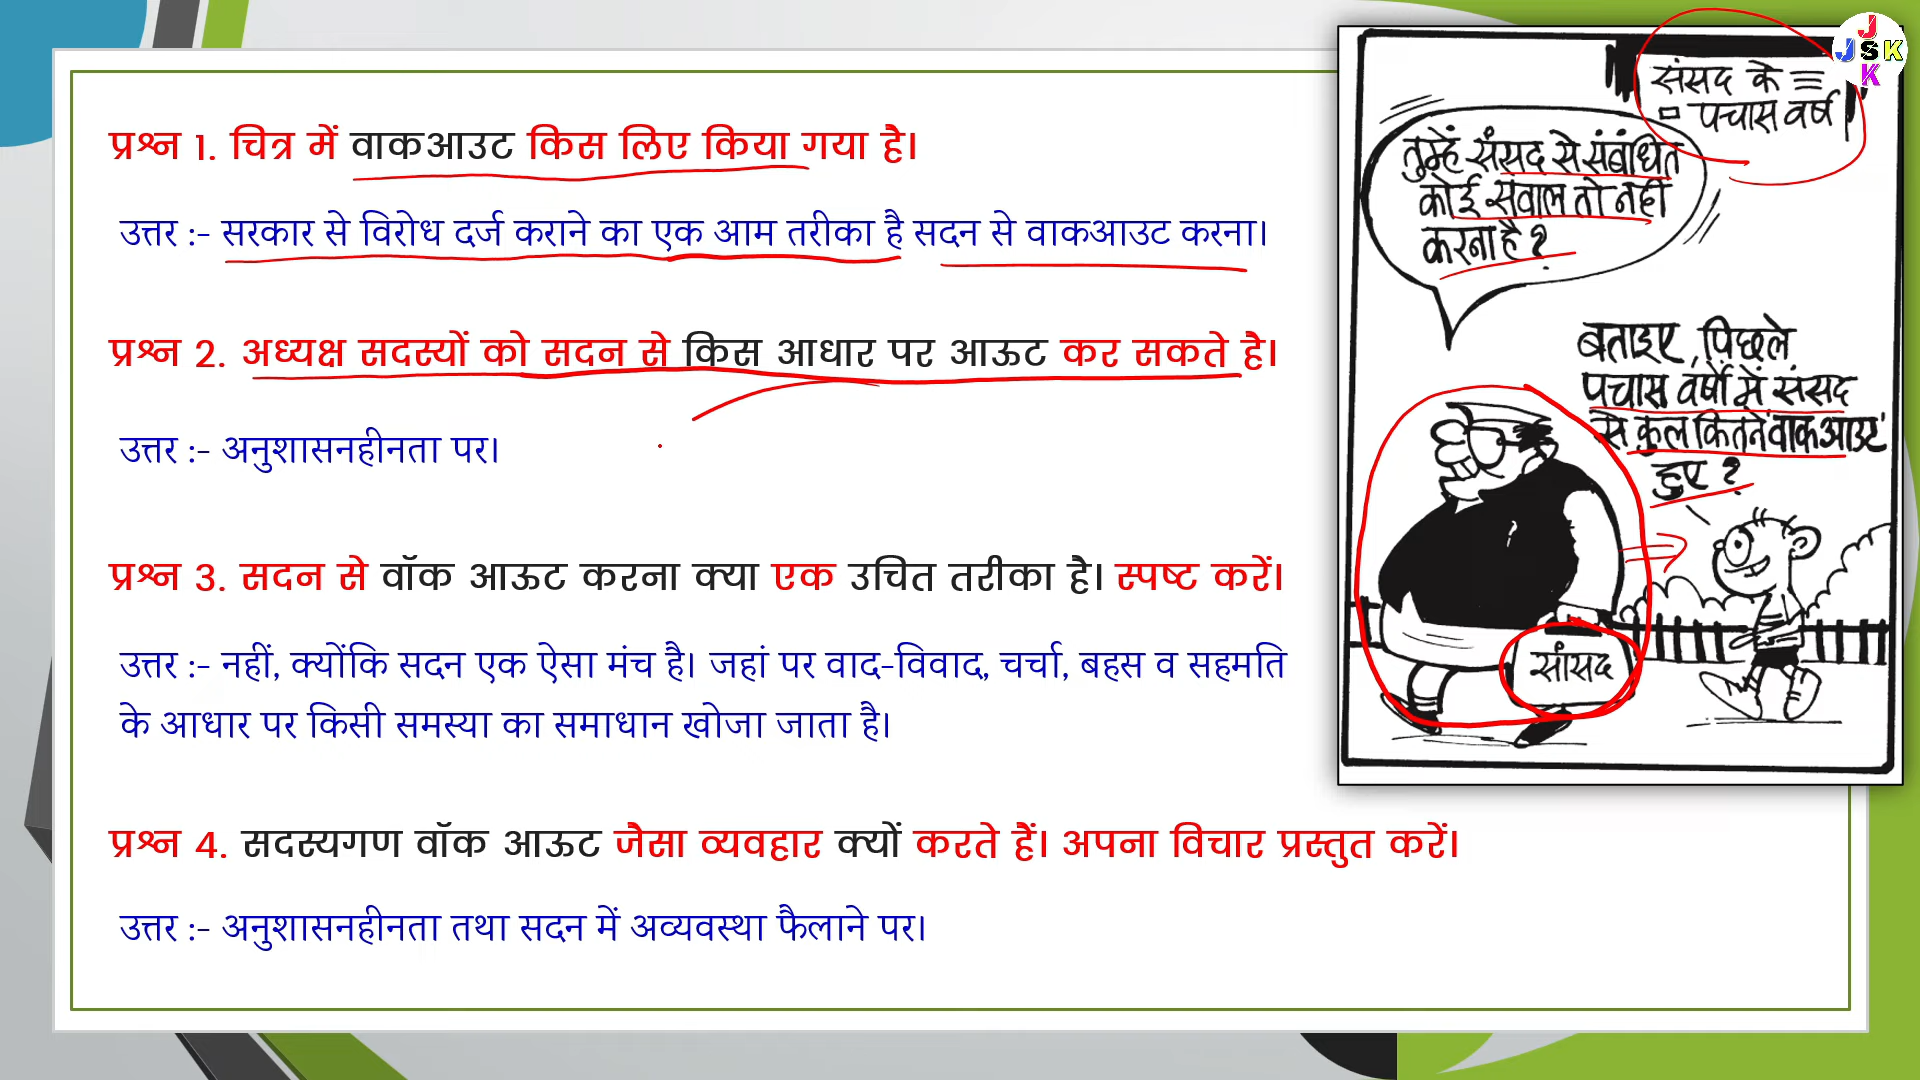 प्रश्न 1. चित्र में वाकआउट किस लिए किया गया है।
उत्तर :- सरकार से विरोध दर्ज कराने का एक आम तरीका है सदन से वाकआउट करना।
प्रश्न 2. अध्यक्ष सदस्यों को सदन से किस आधार पर आऊट कर सकते है।
उत्तर :- अनुशासनहीनता पर।
प्रश्न 3. सदन से वॉक आऊट करना क्या एक उचित तरीका है। स्पष्ट करें।
उत्तर :- नहीं, क्योंकि सदन एक ऐसा मंच है। जहां पर वाद-विवाद, चर्चा, बहस व सहमति
के आधार पर किसी समस्या का समाधान खोजा जाता है।
प्रश्न 4. सदस्यगण वॉक आऊट जैसा व्यवहार क्यों करते हैं। अपना विचार प्रस्तुत करें।
उत्तर :- अनुशासनहीनता तथा सदन में अव्यवस्था फैलाने पर।
संसद के
पचास वर्ष
तुम्हें संसद से संबंधित
कोई सवाल तो नहीं
करना है?
बताइए, पिछले
पचास वर्षों में संसद
से कुल कितने 'वाकआउट'
हुए?
सांसद
J
JSK
K